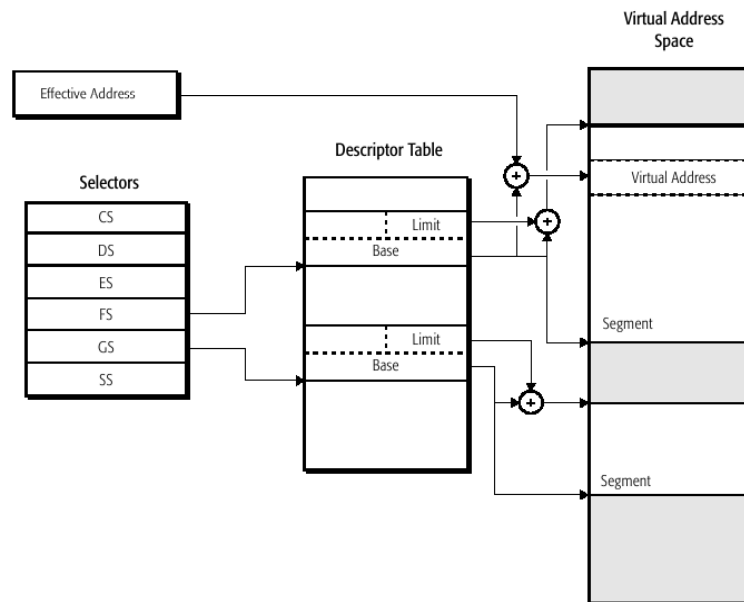 Virtual Address
Space
Effective Address
Descriptor Table
Selectors
CS
DS
ES
FS
GS
SS
Limit
Base
Limit
Base
+
+
+
Virtual Address
Segment
Segment